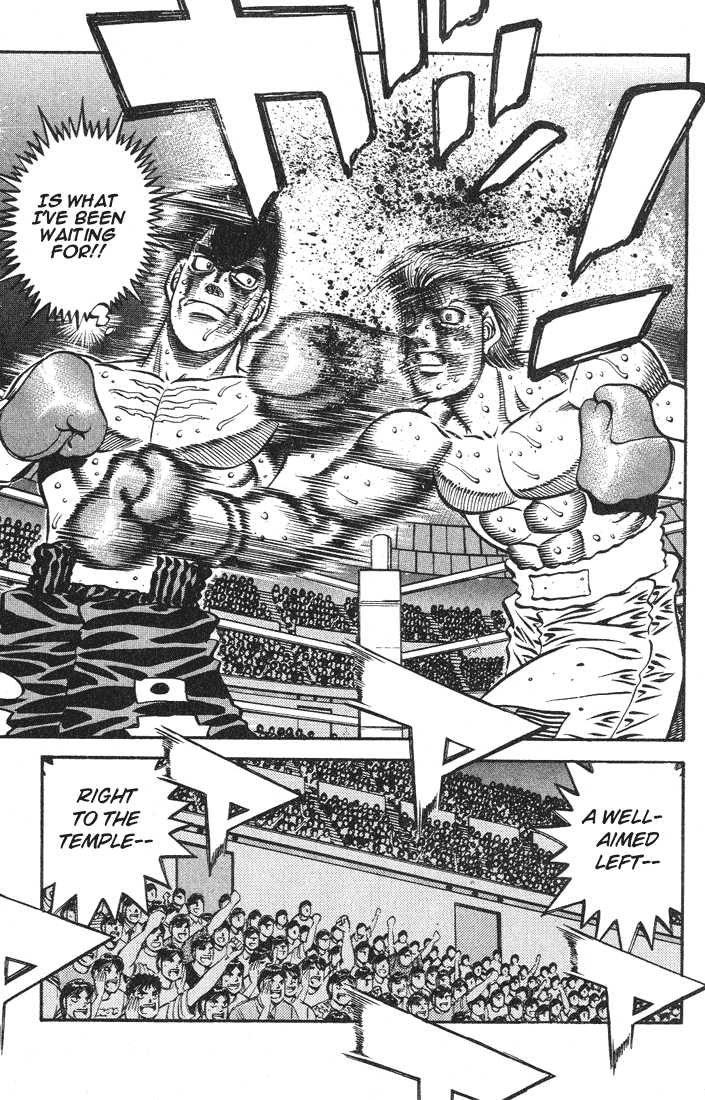 IS WHAT
I'VE BEEN
WAITING
FOR!!
A WELL-
AIMED
LEFT--
RIGHT
TO THE
TEMPLE--